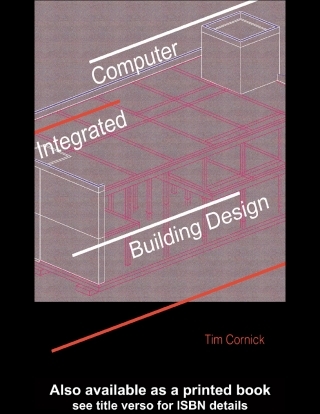 Computer
Integrated
Building Design
Tim Cornick
Also available as a printed book
see title verso for ISBN details